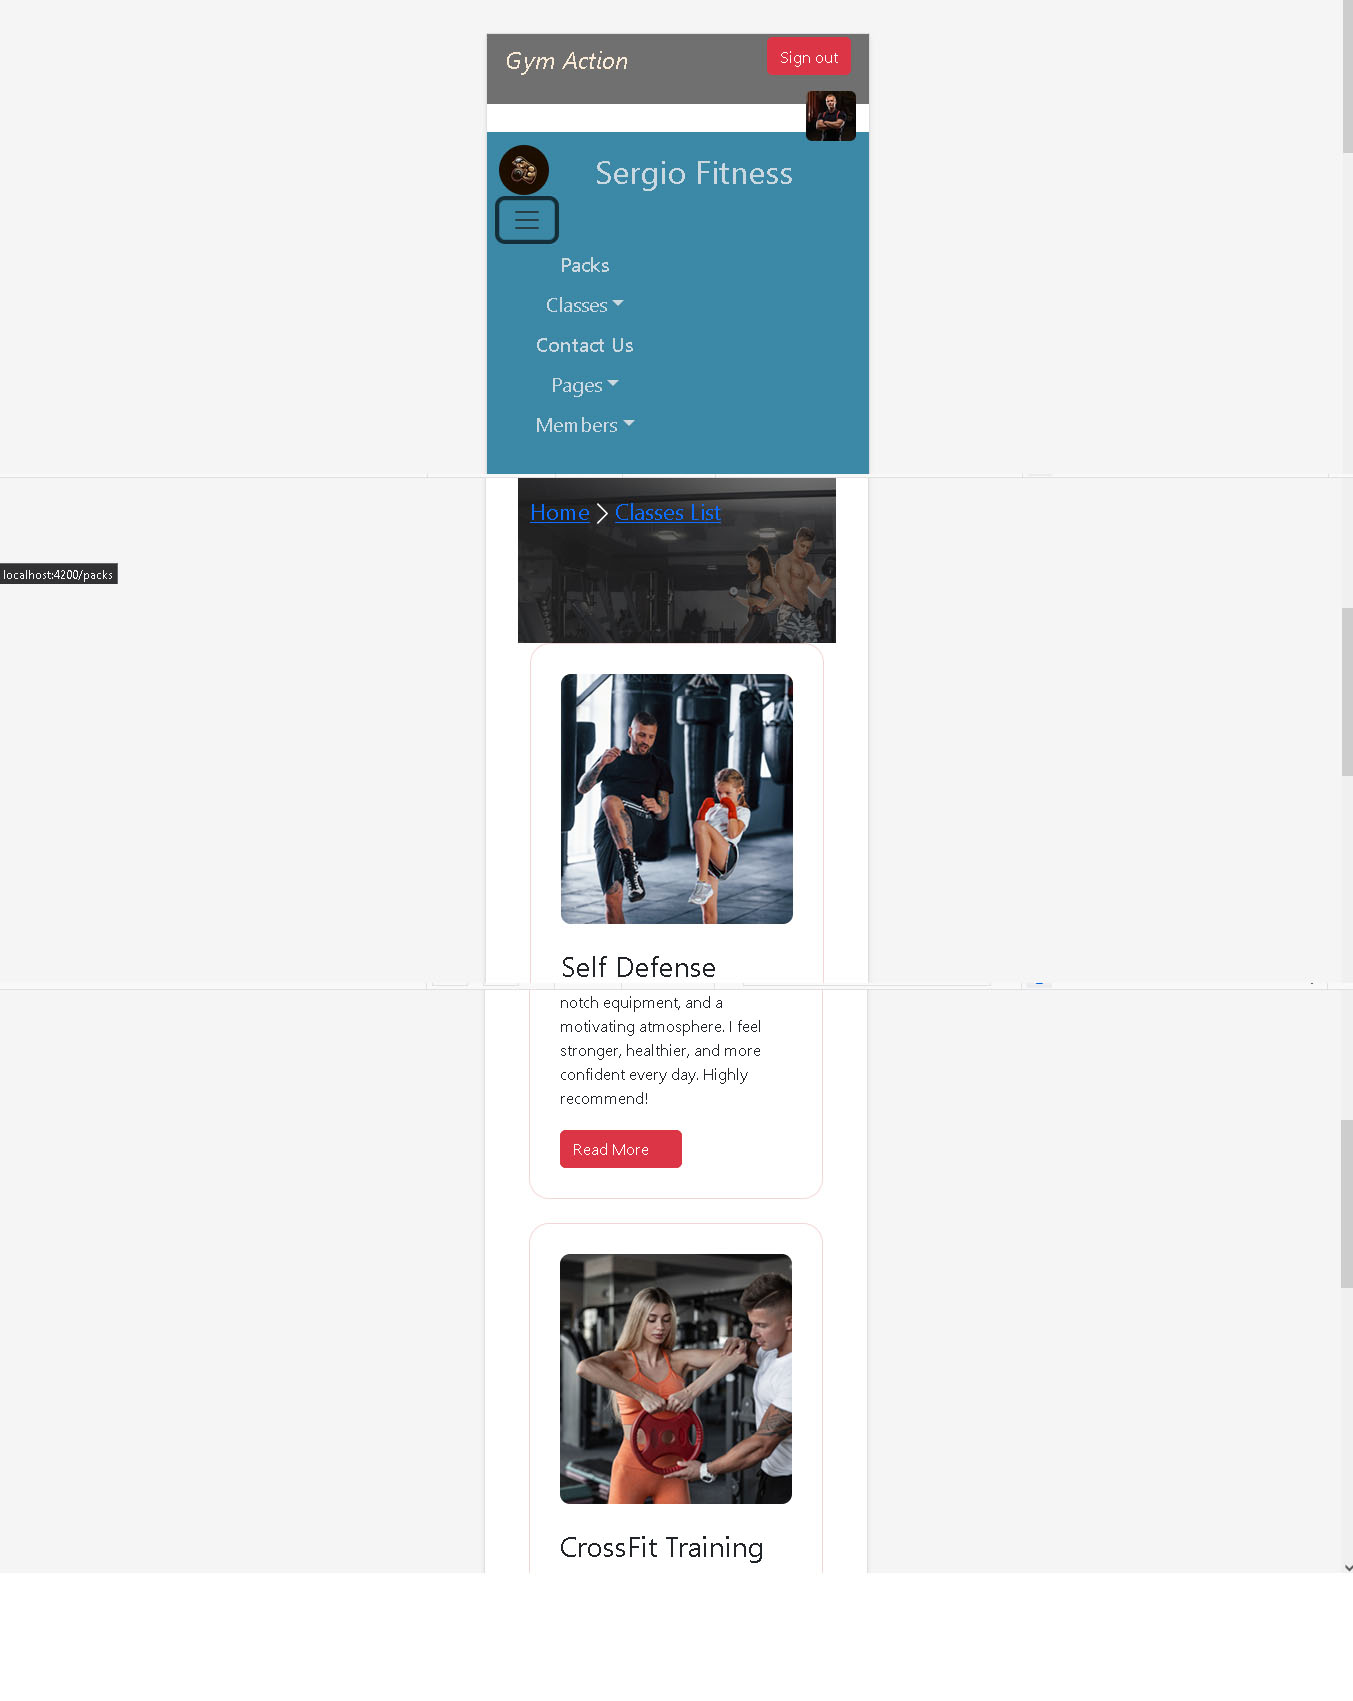 Gym Action
Sign out
Sergio Fitness
Packs
Classes
Contact Us
Pages
Members
Home > Classes List
localhost:4200/packs
Self Defense
notch equipment, and a
motivating atmosphere. I feel
stronger, healthier, and more
confident every day. Highly
recommend!
Read More
CrossFit Training